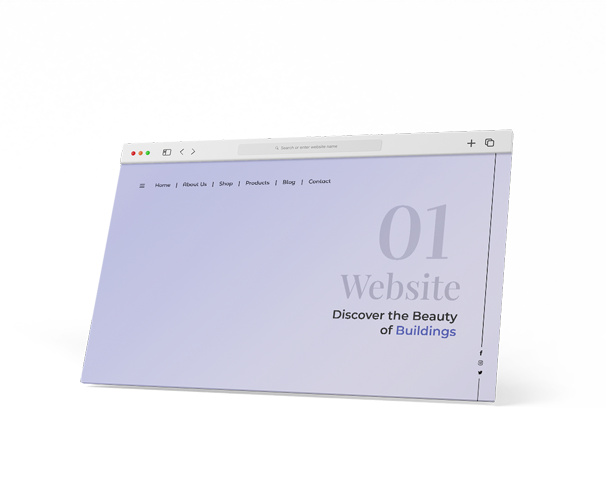 Search or enter website name
Home | About Us | Shop | Products | Blog | Contact
01
Website
Discover the Beauty
of Buildings